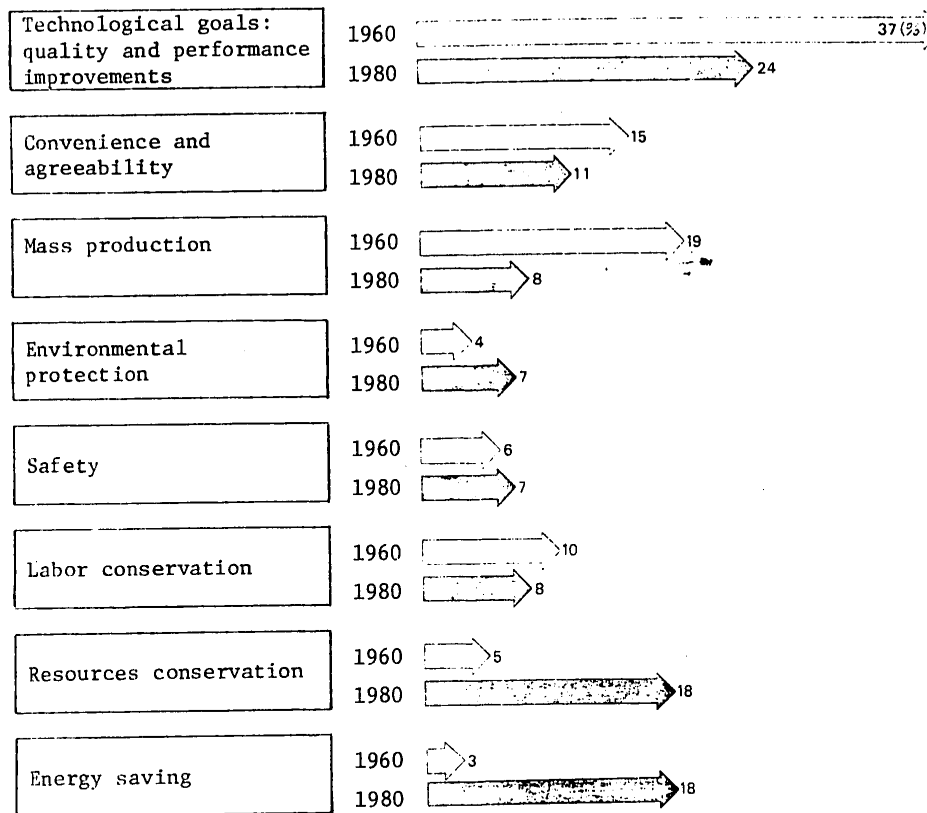 Technological goals:
quality and performance
improvements
1960 37 (%)
1980 24
Convenience and
agreeability
1960 15
1980 11
Mass production
1960 19
1980 8
Environmental
protection
1960 4
1980 7
Safety
1960 6
1980 7
Labor conservation
1960 10
1980 8
Resources conservation
1960 5
1980 18
Energy saving
1960 3
1980 18